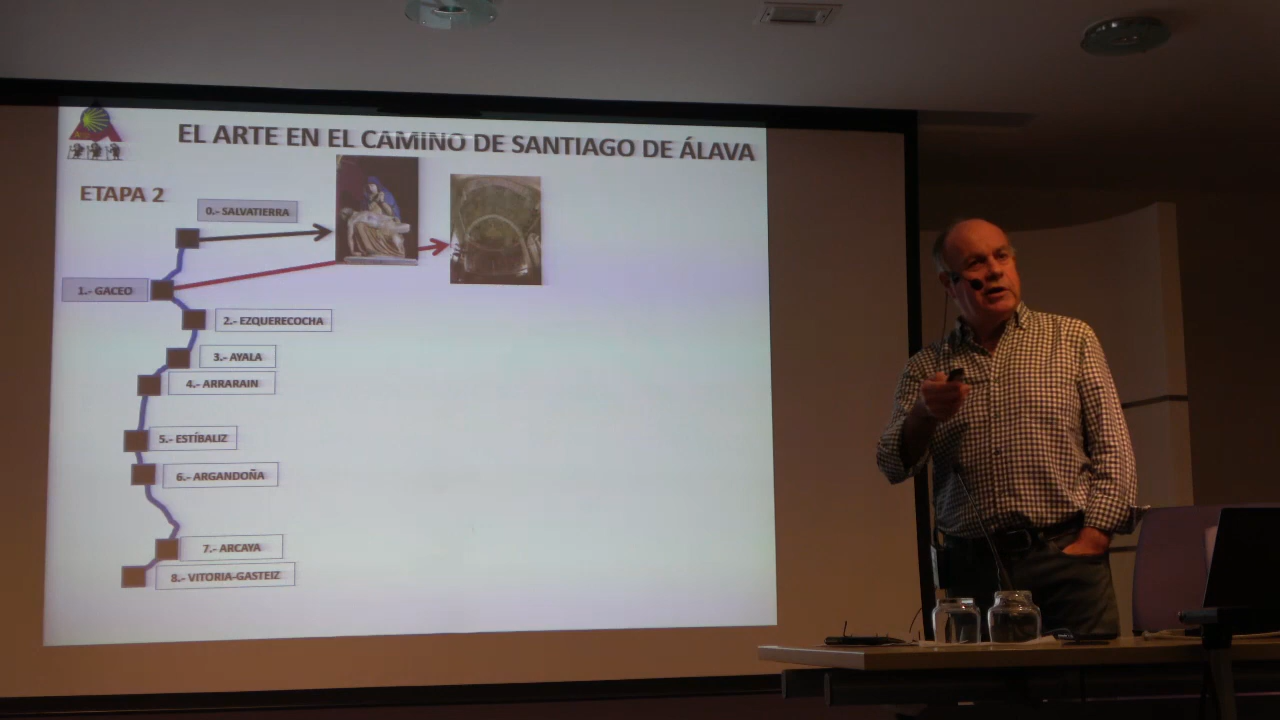 EL ARTE EN EL CAMINO DE SANTIAGO DE ÁLAVA
ETAPA 2
0.- SALVATIERRA
1.- GACEO
2.- EZQUERECOCHA
3.- AYALA
4.- ARRARAIN
5.- ESTÍBALIZ
6.- ARGANDOÑA
7.- ARCAYA
8.- VITORIA-GASTEIZ